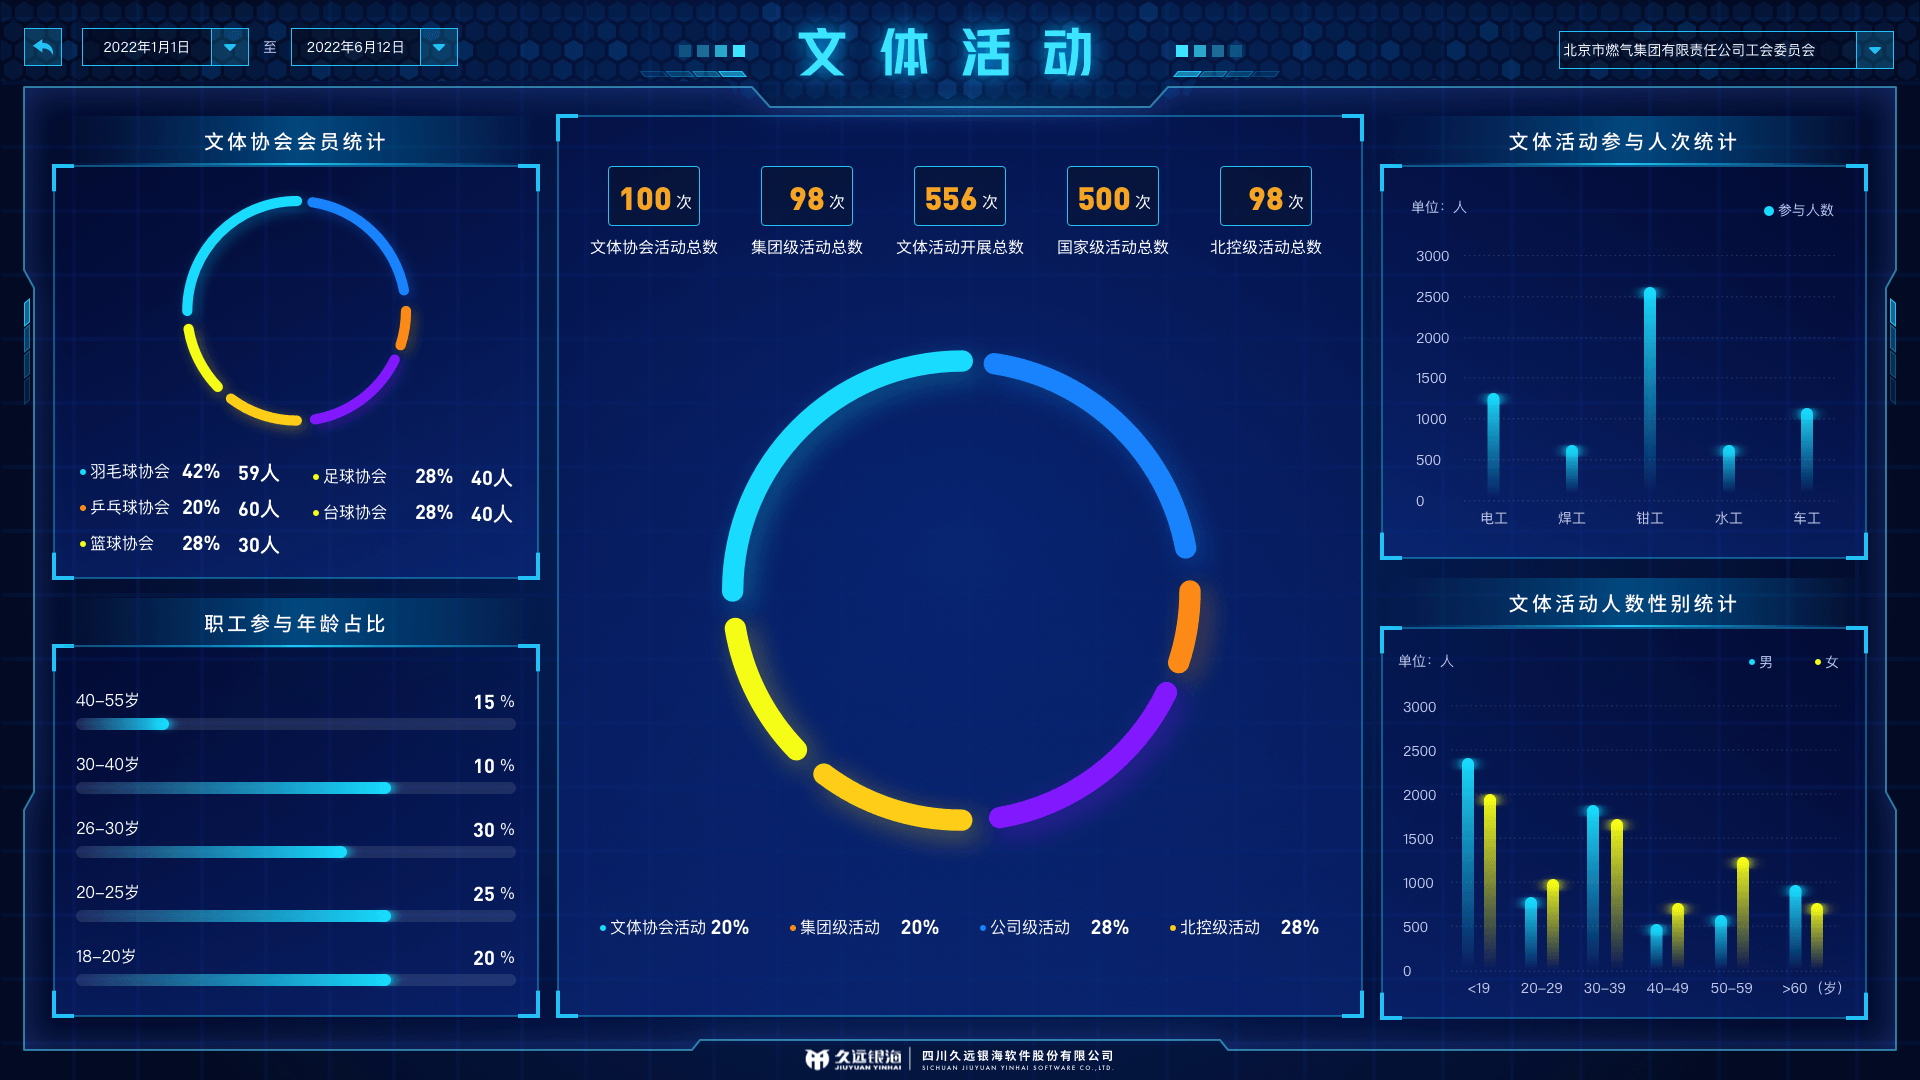 2022年1月1日
至
2022年6月12日
文体活动
北京市燃气集团有限责任公司工会委员会
文体协会会员统计
羽毛球协会 42% 59人
足球协会 28% 40人
乒乓球协会 20% 60人
台球协会 28% 40人
篮球协会 28% 30人
职工参与年龄占比
40-55岁 15 %
30-40岁 10 %
26-30岁 30 %
20-25岁 25 %
18-20岁 20 %
100次
98次
556次
500次
98次
文体协会活动总数
集团级活动总数
文体活动开展总数
国家级活动总数
北控级活动总数
文体协会活动 20%
集团级活动 20%
公司级活动 28%
北控级活动 28%
文体活动参与人次统计
单位：人
参与人数
3000
2500
2000
1500
1000
500
0
电工 焊工 钳工 水工 车工
文体活动人数性别统计
单位：人
男 女
3000
2500
2000
1500
1000
500
0
<19 20-29 30-39 40-49 50-59 >60（岁）
久远银海
JIUYUAN YINHAI
四川久远银海软件股份有限公司
SICHUAN JIUYUAN YINHAI SOFTWARE CO.,LTD.